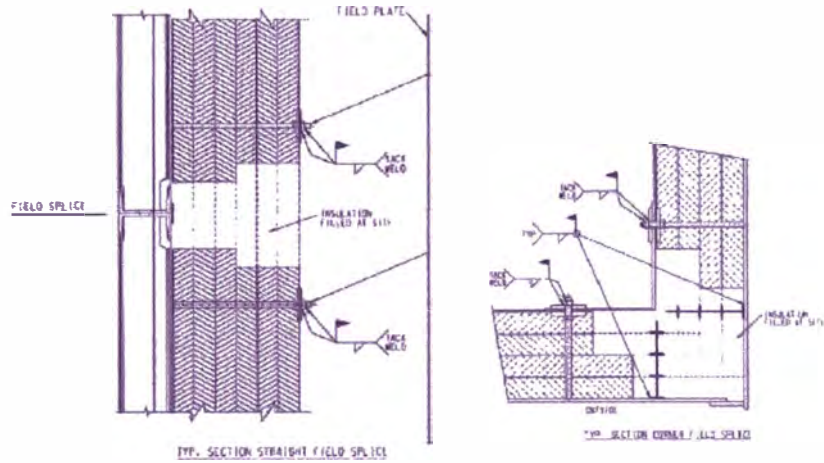 FIELD PLATE
TACK
WELD
FIELD SPLICE
INSULATION
FILLED AT SITE
TACK
WELD
TYP. SECTION STRAIGHT FIELD SPLICE
TACK
WELD
TYP
TACK
WELD
INSULATION
FILLED AT SITE
OUTSIDE
TYP. SECTION CORNER FIELD SPLICE